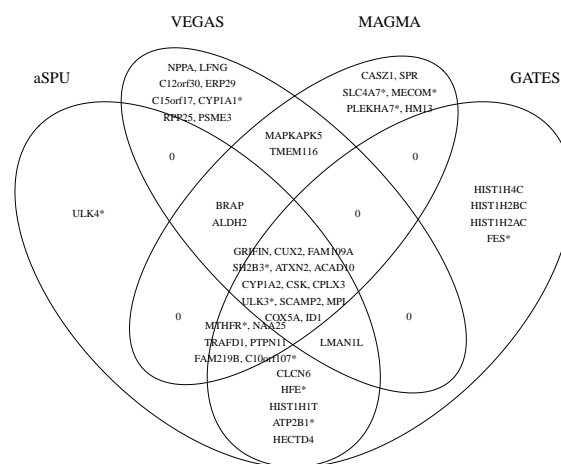 VEGAS
MAGMA
aSPU
GATES
NPPA, LFNG
C12orf30, ERP29
C15orf17, CYP1A1*
RPP25, PSME3
CASZ1, SPR
SLC4A7*, MECOM*
PLEKHA7*, HM13
MAPKAPK5
TMEM116
0
0
HIST1H4C
HIST1H2BC
HIST1H2AC
FES*
ULK4*
BRAP
ALDH2
0
GRIFIN, CUX2, FAM109A
SH2B3*, ATXN2, ACAD10
CYP1A2, CSK, CPLX3
ULK3*, SCAMP2, MPI
COX5A, ID1
0
0
MTHFR*, NAA25
TRAFD1, PTPN11
FAM219B, C10orf107*
LMAN1L
CLCN6
HFE*
HIST1H1T
ATP2B1*
HECTD4